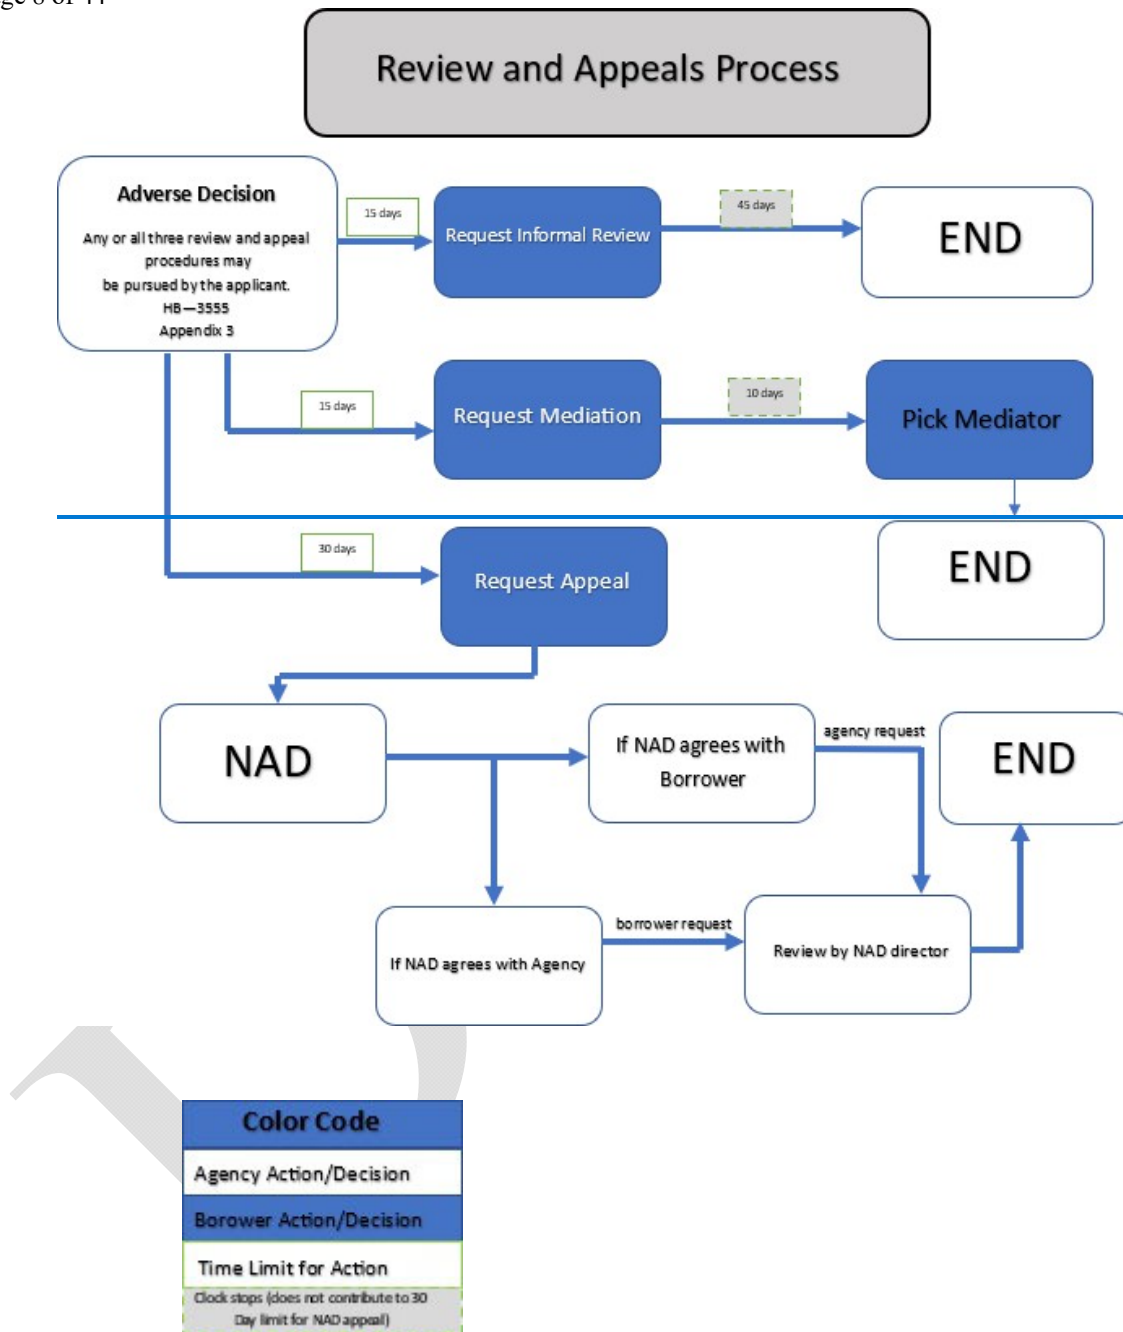 Page 8 of 44
Review and Appeals Process
Adverse Decision
Any or all three review and appeal
procedures may
be pursued by the applicant.
HB—3555
Appendix 3
15 days
Request Informal Review
45 days
END
15 days
Request Mediation
10 days
Pick Mediator
END
30 days
Request Appeal
NAD
If NAD agrees with
Borrower
agency request
END
If NAD agrees with Agency
borrower request
Review by NAD director
Color Code
Agency Action/Decision
Borower Action/Decision
Time Limit for Action
Clock stops (does not contribute to 30
Day limit for NAD appeal)